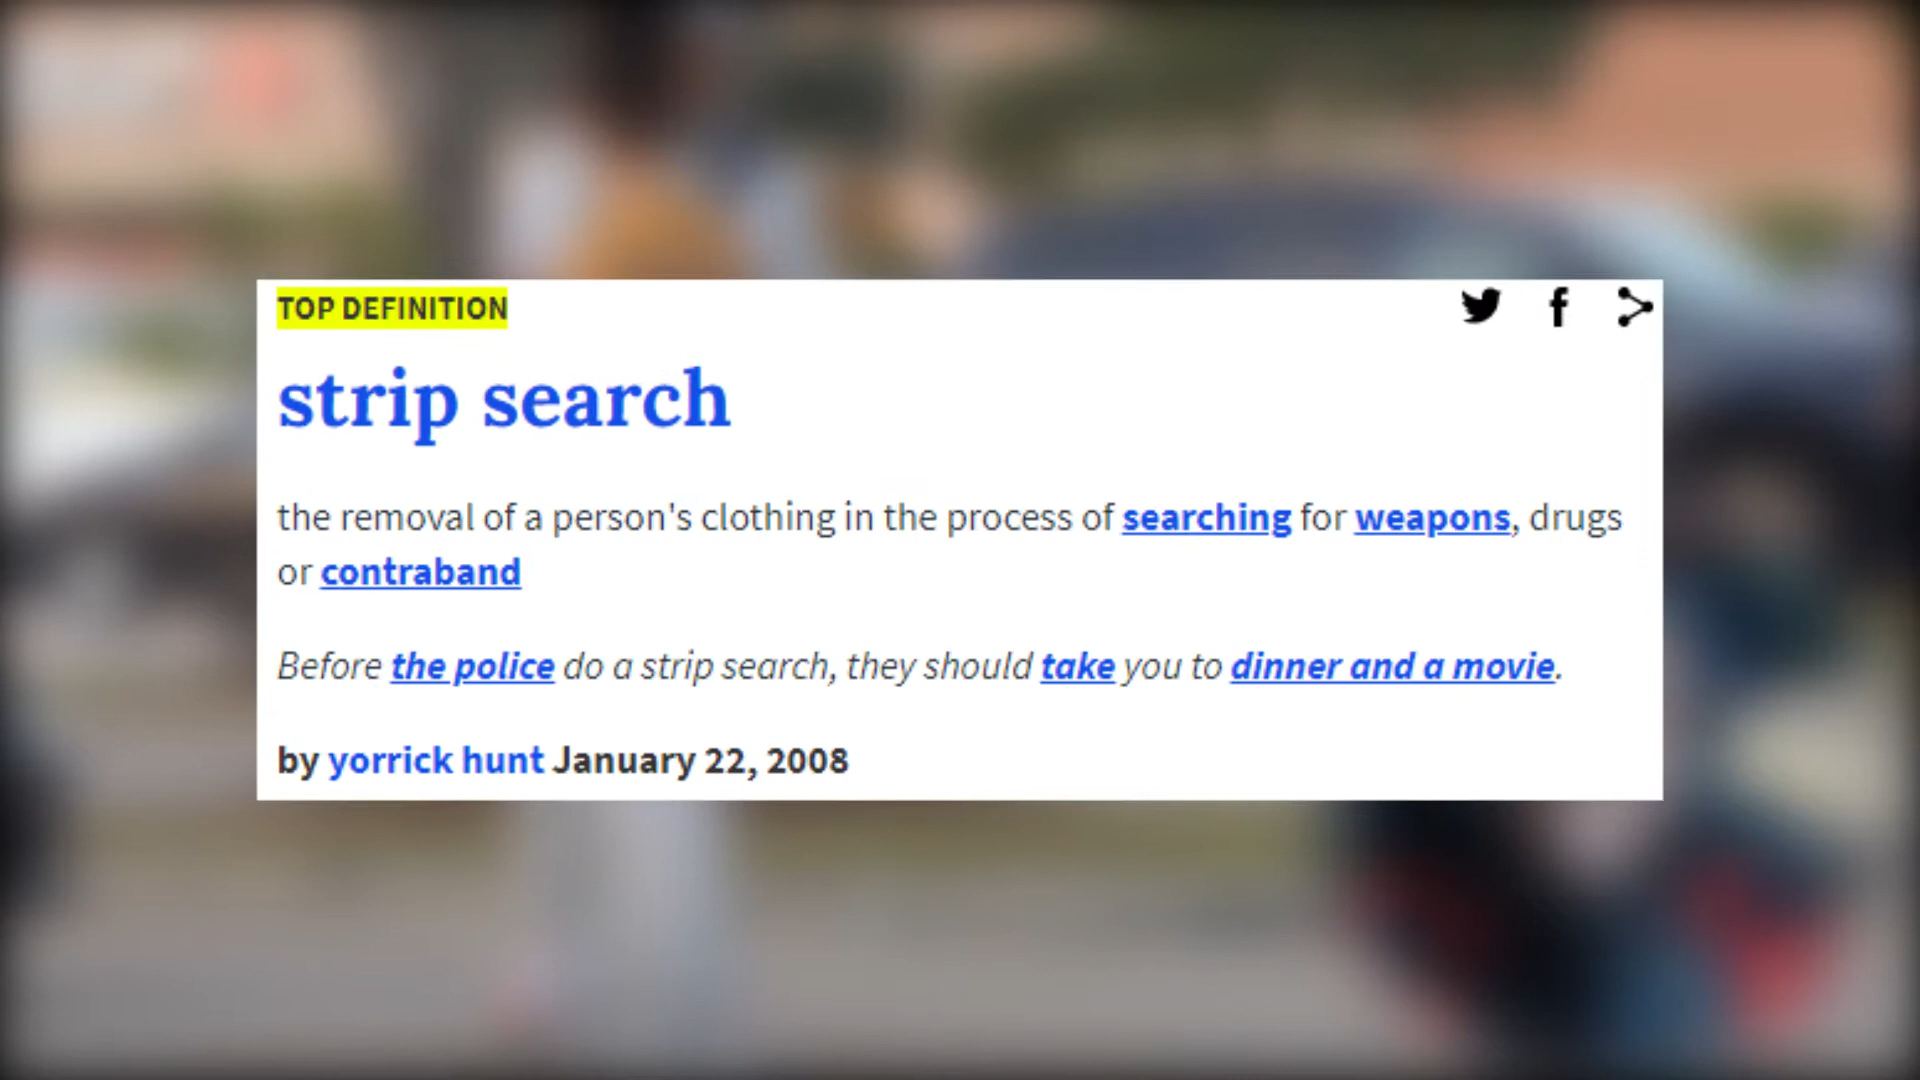 TOP DEFINITION
strip search
the removal of a person's clothing in the process of searching for weapons, drugs
or contraband
Before the police do a strip search, they should take you to dinner and a movie.
by yorrick hunt January 22, 2008